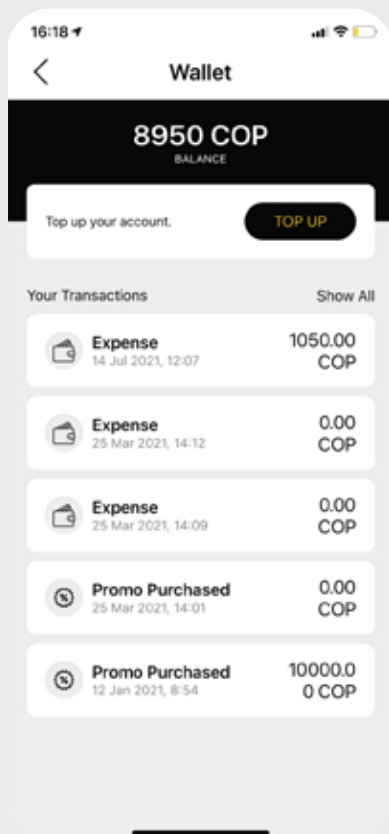 16:18
Wallet
8950 COP
BALANCE
Top up your account.
TOP UP
Your Transactions
Show All
Expense
1050.00
COP
14 Jul 2021, 12:07
Expense
0.00
COP
25 Mar 2021, 14:12
Expense
0.00
COP
25 Mar 2021, 14:09
Promo Purchased
0.00
COP
25 Mar 2021, 14:01
Promo Purchased
10000.0
0 COP
12 Jan 2021, 8:54